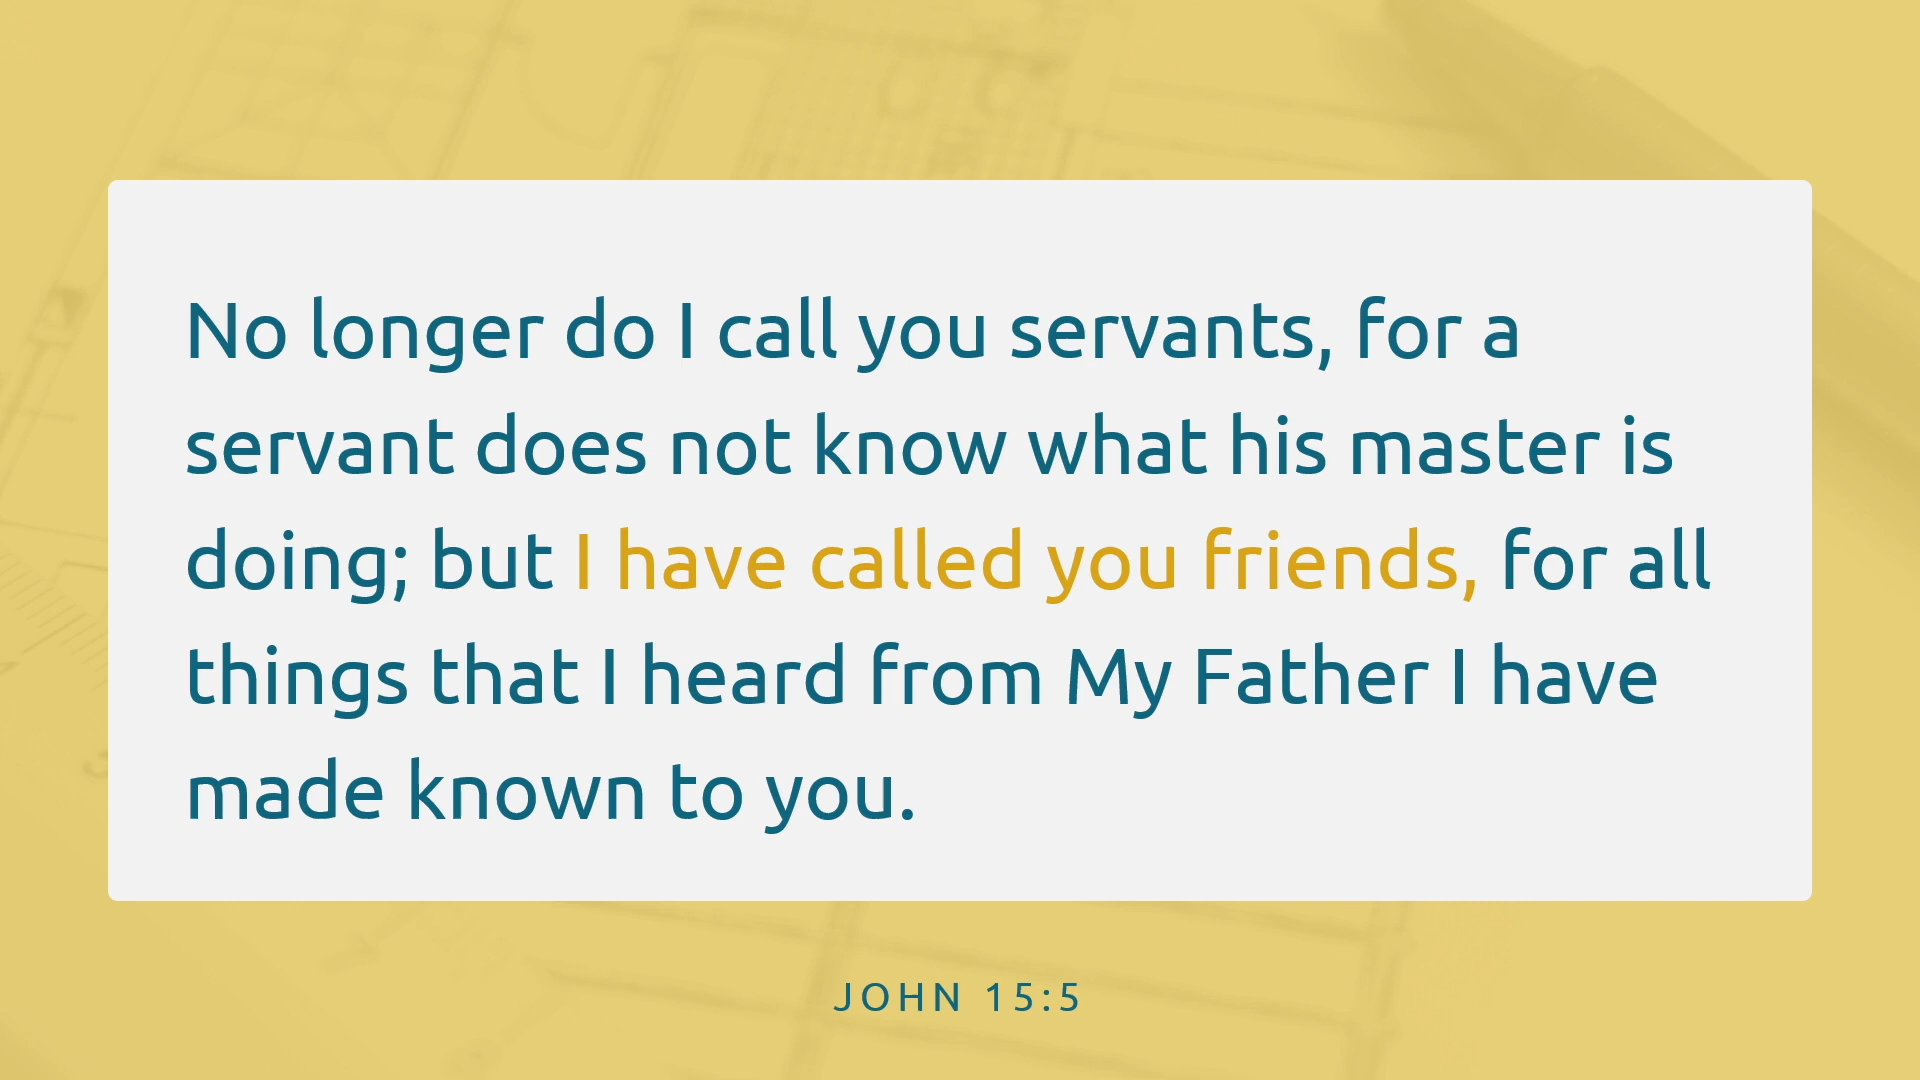 No longer do I call you servants, for a
servant does not know what his master is
doing; but I have called you friends, for all
things that I heard from My Father I have
made known to you.
JOHN 15:5